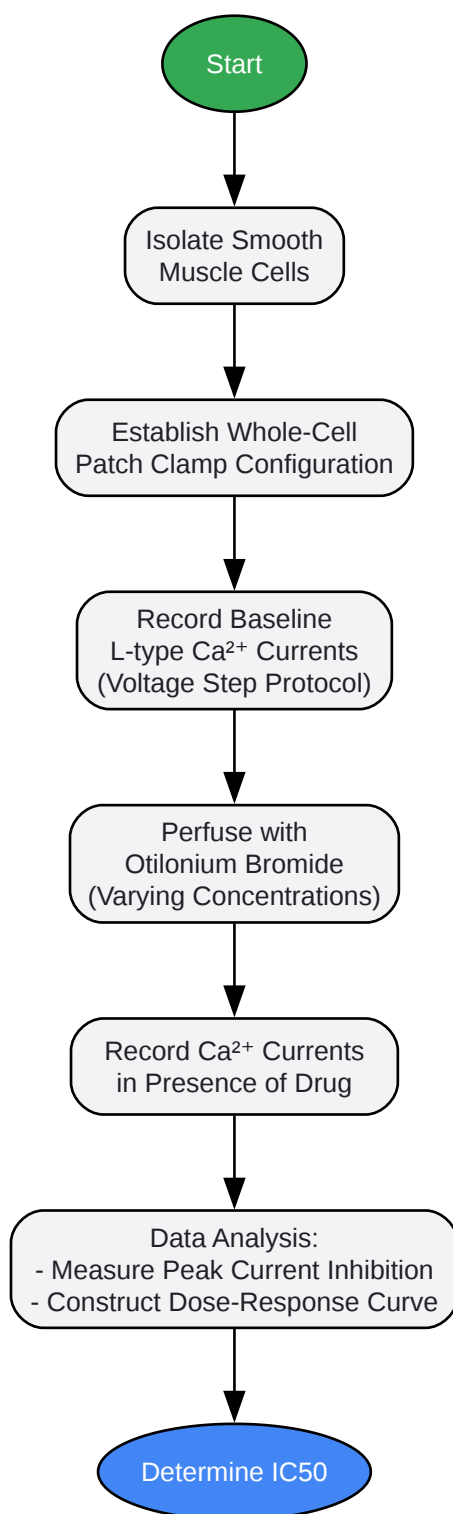 Start
Isolate Smooth
Muscle Cells
Establish Whole-Cell
Patch Clamp Configuration
Record Baseline
L-type Ca²⁺ Currents
(Voltage Step Protocol)
Perfuse with
Otilonium Bromide
(Varying Concentrations)
Record Ca²⁺ Currents
in Presence of Drug
Data Analysis:
- Measure Peak Current Inhibition
- Construct Dose-Response Curve
Determine IC50